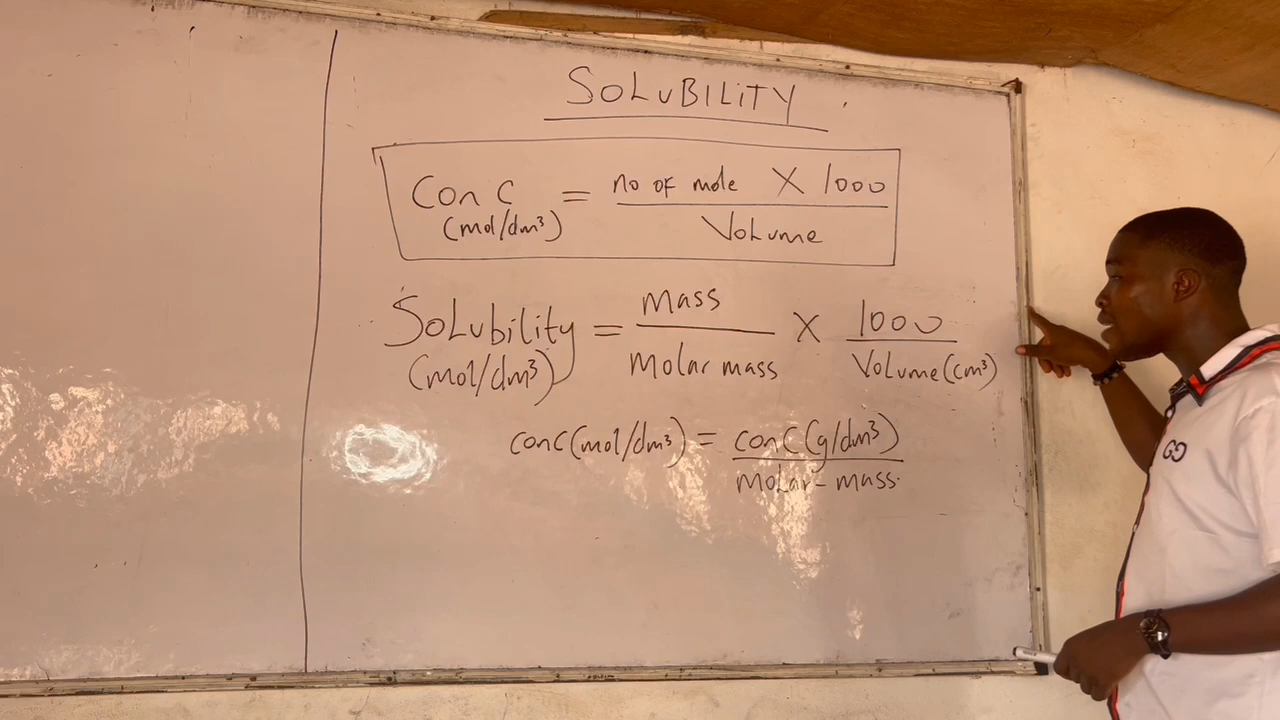 SOLUBILITY
Conc = no of mole X 1000
(mol/dm³) Volume
Solubility = mass X 1000
(mol/dm³) molar mass Volume(cm³)
conc(mol/dm³) = conc(g/dm³)
molar-mass.